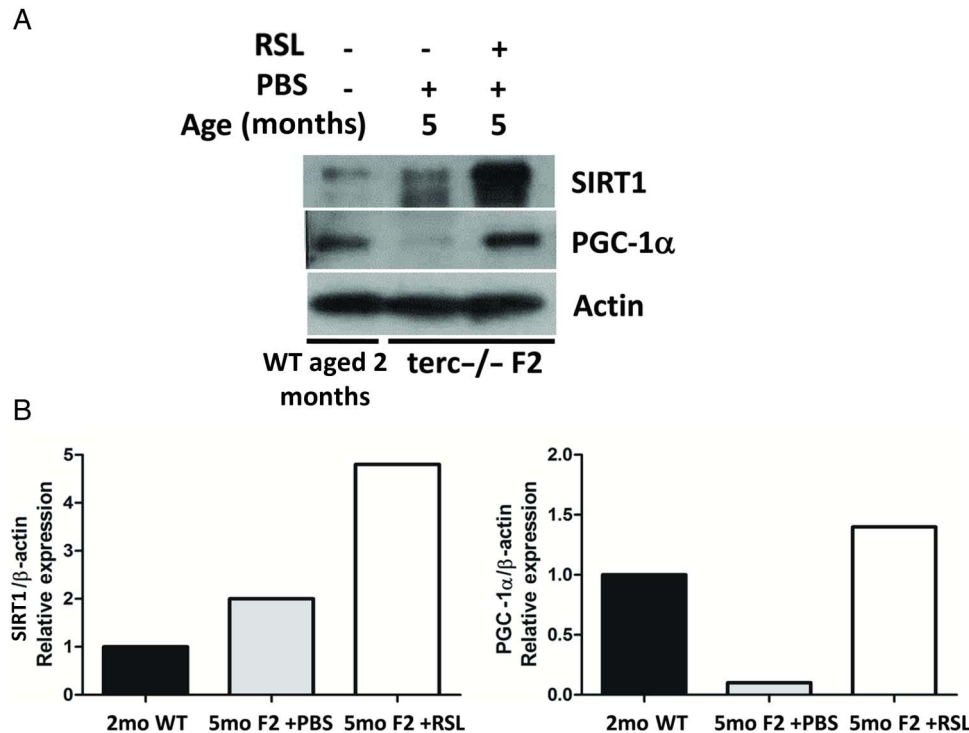 A
RSL - - +
PBS - + +
Age (months) 5 5
SIRT1
PGC-1α
Actin
WT aged 2 months
terc-/- F2
B
SIRT1/β-actin
Relative expression
5
4
3
2
1
0
2mo WT 5mo F2 +PBS 5mo F2 +RSL
PGC-1α/β-actin
Relative expression
2.0
1.5
1.0
0.5
0.0
2mo WT 5mo F2 +PBS 5mo F2 +RSL